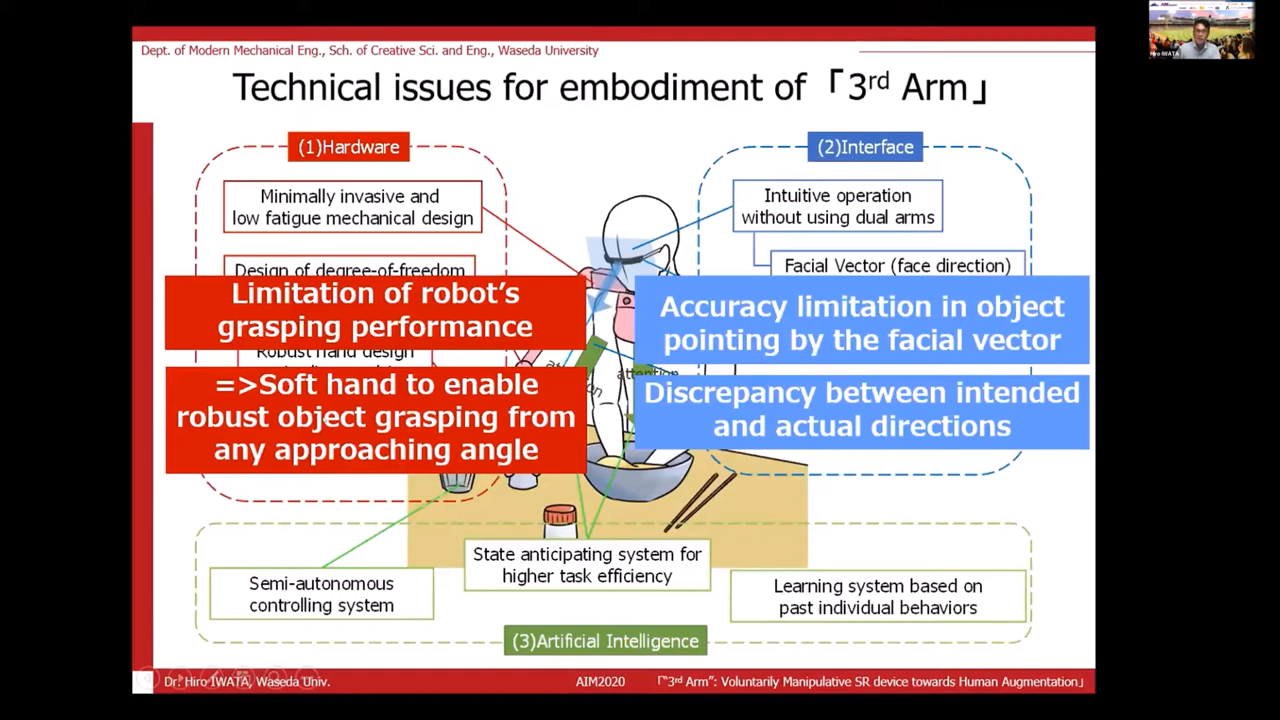 Dept. of Modern Mechanical Eng., Sch. of Creative Sci. and Eng., Waseda University
Technical issues for embodiment of「3rd Arm」
(1)Hardware
Minimally invasive and
low fatigue mechanical design
Design of degree-of-freedom
Limitation of robot's
grasping performance
Robust hand design
=>Soft hand to enable
robust object grasping from
any approaching angle
(2)Interface
Intuitive operation
without using dual arms
Facial Vector (face direction)
Accuracy limitation in object
pointing by the facial vector
attention
Discrepancy between intended
and actual directions
State anticipating system for
higher task efficiency
Semi-autonomous
controlling system
Learning system based on
past individual behaviors
(3)Artificial Intelligence
Dr. Hiro IWATA, Waseda Univ.
AIM2020
「"3rd Arm": Voluntarily Manipulative SR device towards Human Augmentation」
Hiro IWATA